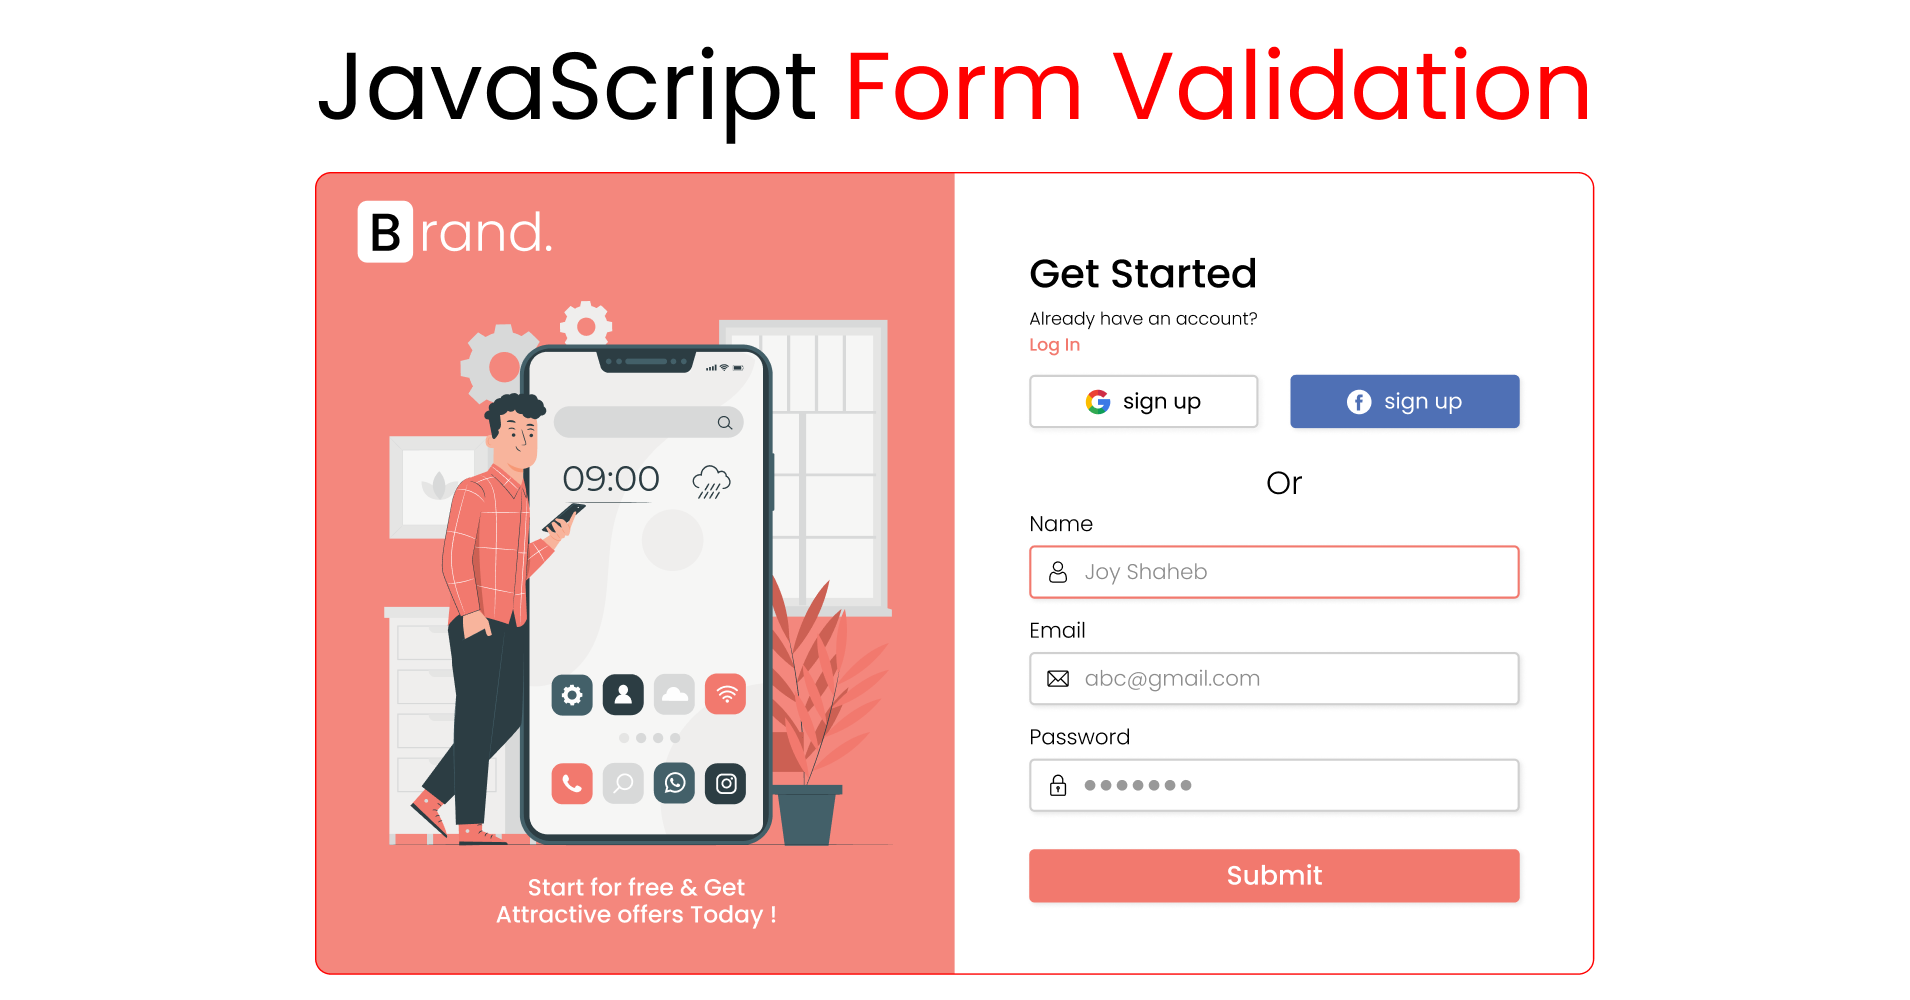 JavaScript Form Validation
Brand.
09:00
Start for free & Get
Attractive offers Today !
Get Started
Already have an account?
Log In
sign up
sign up
Or
Name
Joy Shaheb
Email
abc@gmail.com
Password
Submit